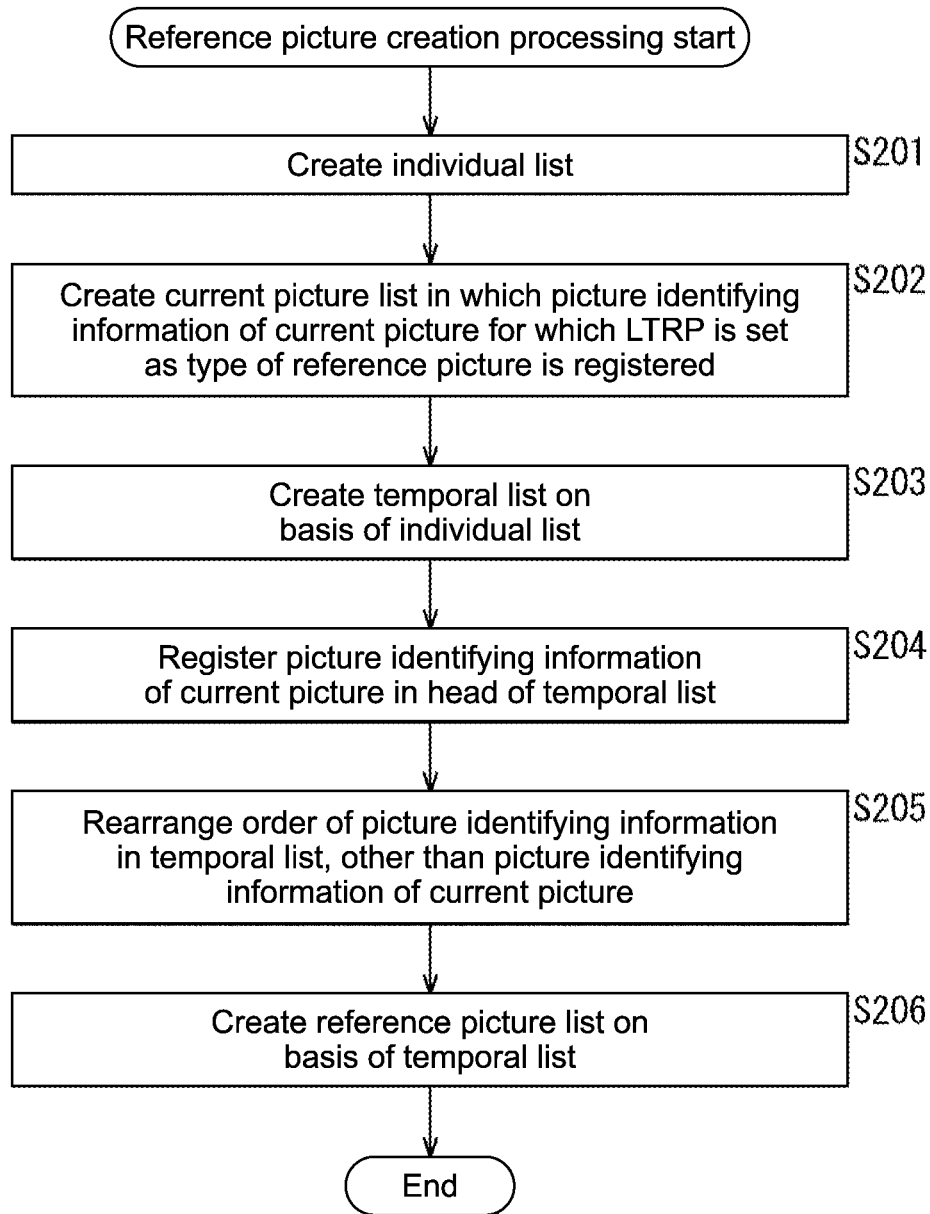 Reference picture creation processing start
S201
Create individual list
S202
Create current picture list in which picture identifying
information of current picture for which LTRP is set
as type of reference picture is registered
S203
Create temporal list on
basis of individual list
S204
Register picture identifying information
of current picture in head of temporal list
S205
Rearrange order of picture identifying information
in temporal list, other than picture identifying
information of current picture
S206
Create reference picture list on
basis of temporal list
End